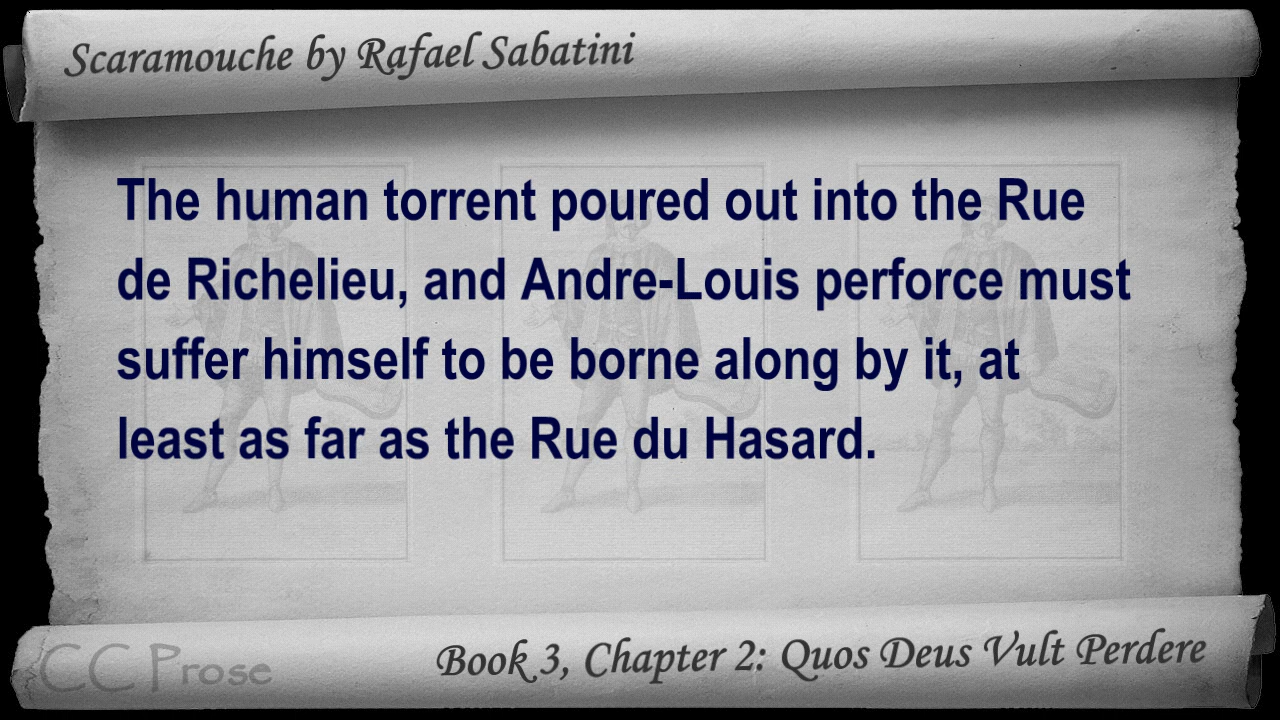 Scaramouche by Rafael Sabatini
The human torrent poured out into the Rue
de Richelieu, and Andre-Louis perforce must
suffer himself to be borne along by it, at
least as far as the Rue du Hasard.
CC Prose
Book 3, Chapter 2: Quos Deus Vult Perdere